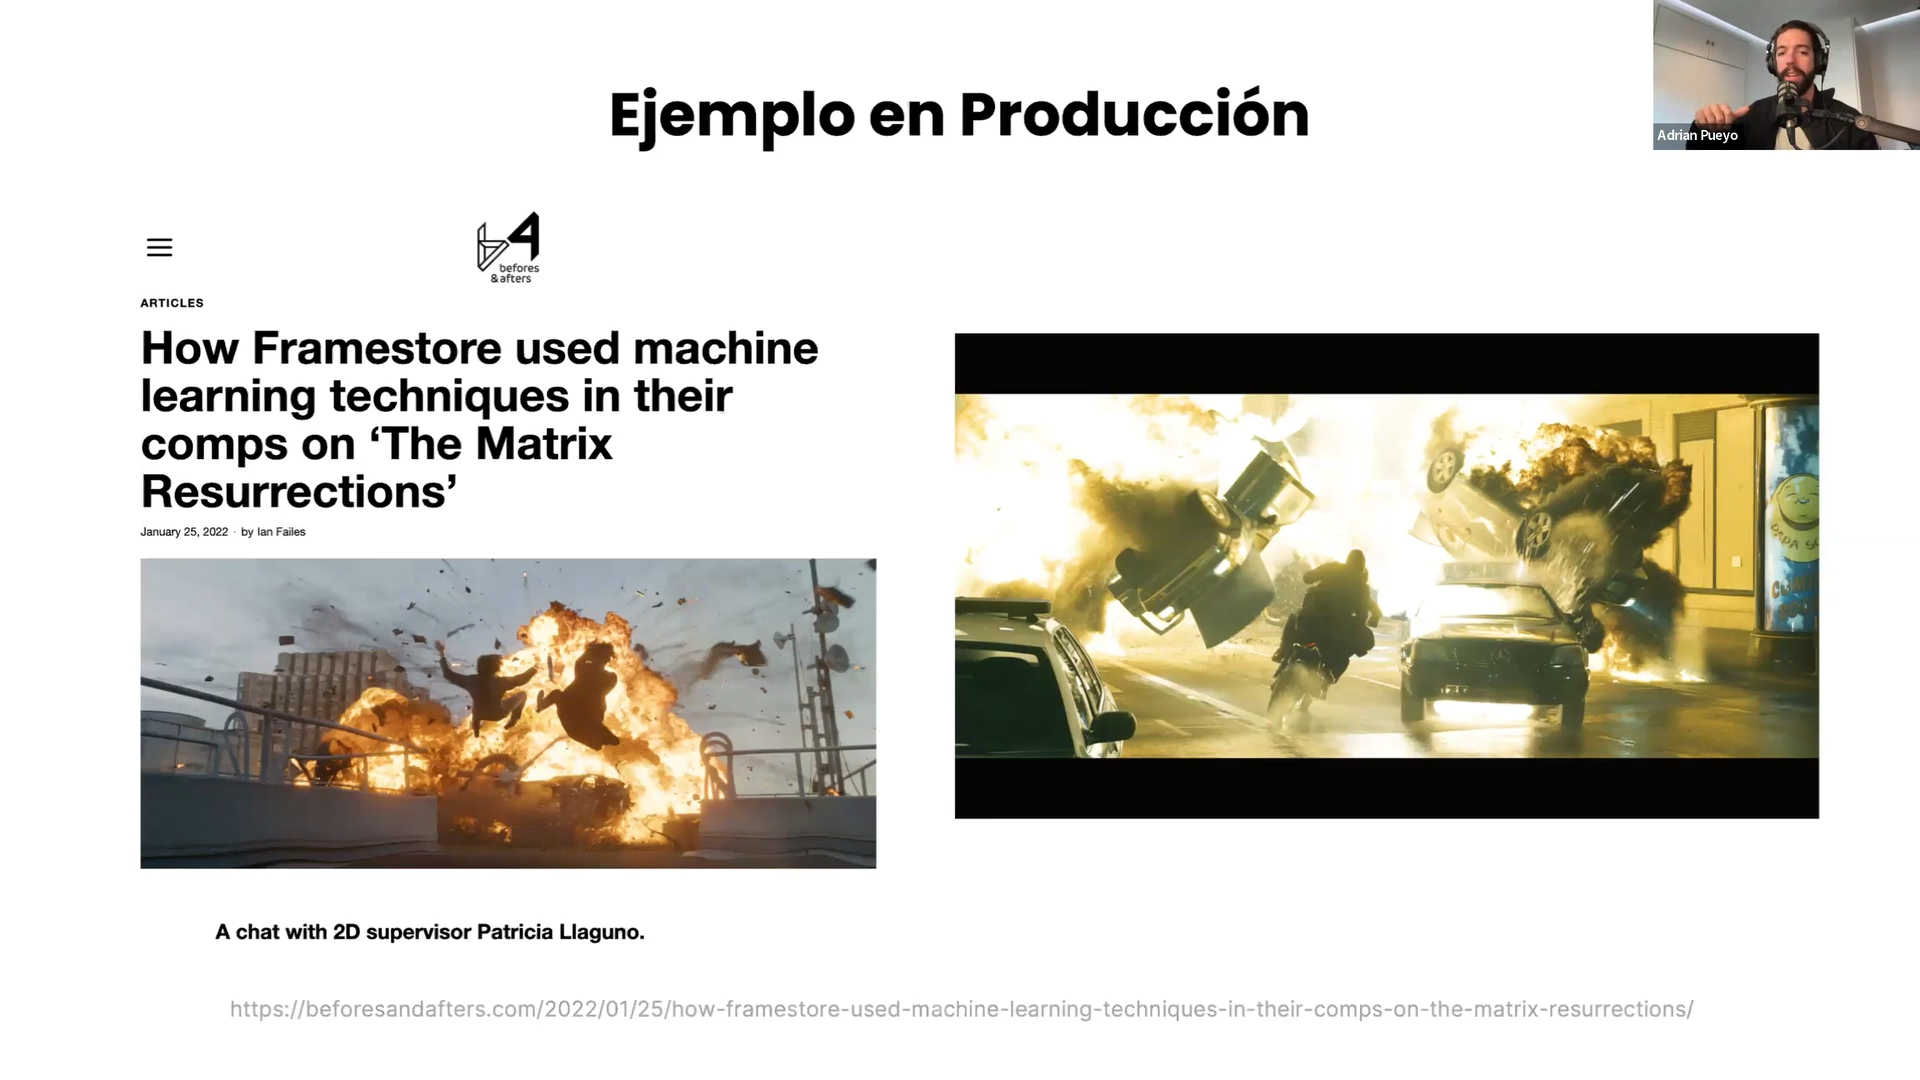 Ejemplo en Producción
Adrian Pueyo
befores
& afters
ARTICLES
How Framestore used machine
learning techniques in their
comps on ‘The Matrix
Resurrections’
January 25, 2022 · by Ian Failes
A chat with 2D supervisor Patricia Llaguno.
https://beforesandafters.com/2022/01/25/how-framestore-used-machine-learning-techniques-in-their-comps-on-the-matrix-resurrections/